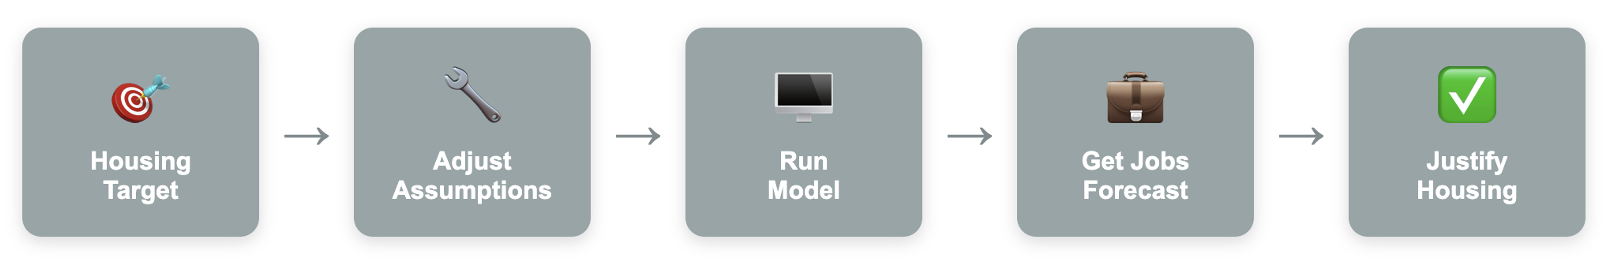 Housing
Target
Adjust
Assumptions
Run
Model
Get Jobs
Forecast
Justify
Housing